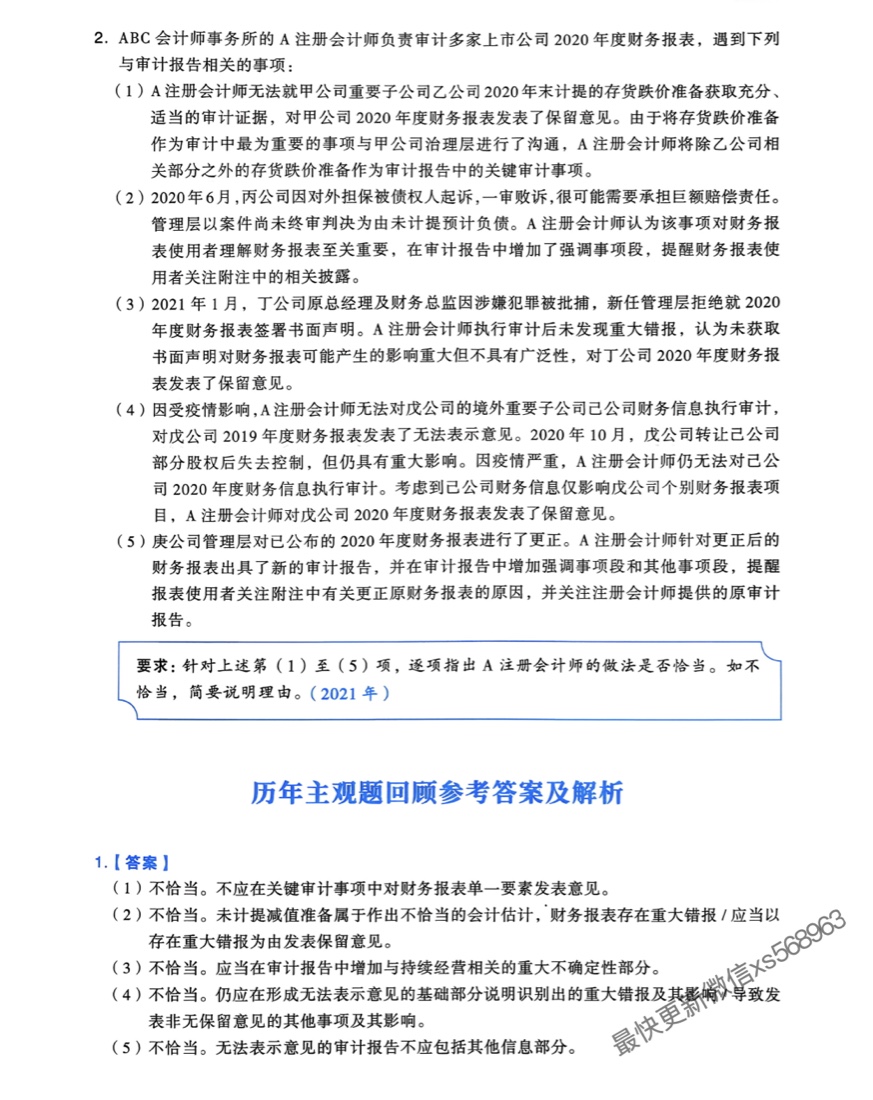 2. ABC 会计师事务所的 A 注册会计师负责审计多家上市公司 2020 年度财务报表，遇到下列
与审计报告相关的事项：
（1）A 注册会计师无法就甲公司重要子公司乙公司 2020 年末计提的存货跌价准备获取充分、
适当的审计证据，对甲公司 2020 年度财务报表发表了保留意见。由于将存货跌价准备
作为审计中最为重要的事项与甲公司治理层进行了沟通，A 注册会计师将除乙公司相
关部分之外的存货跌价准备作为审计报告中的关键审计事项。
（2）2020 年 6 月，丙公司因对外担保被债权人起诉，一审败诉，很可能需要承担巨额赔偿责任。
管理层以案件尚未终审判决为由未计提预计负债。A 注册会计师认为该事项对财务报
表使用者理解财务报表至关重要，在审计报告中增加了强调事项段，提醒财务报表使
用者关注附注中的相关披露。
（3）2021 年 1 月，丁公司原总经理及财务总监因涉嫌犯罪被批捕，新任管理层拒绝就 2020
年度财务报表签署书面声明。A 注册会计师执行审计后未发现重大错报，认为未获取
书面声明对财务报表可能产生的影响重大但不具有广泛性，对丁公司 2020 年度财务报
表发表了保留意见。
（4）因受疫情影响，A 注册会计师无法对戊公司的境外重要子公司己公司财务信息执行审计，
对戊公司 2019 年度财务报表发表了无法表示意见。2020 年 10 月，戊公司转让己公司
部分股权后失去控制，但仍具有重大影响。因疫情严重，A 注册会计师仍无法对己公
司 2020 年度财务信息执行审计。考虑到己公司财务信息仅影响戊公司个别财务报表项
目，A 注册会计师对戊公司 2020 年度财务报表发表了保留意见。
（5）庚公司管理层对已公布的 2020 年度财务报表进行了更正。A 注册会计师针对更正后的
财务报表出具了新的审计报告，并在审计报告中增加强调事项段和其他事项段，提醒
报表使用者关注附注中有关更正原财务报表的原因，并关注注册会计师提供的原审计
报告。
要求：针对上述第（1）至（5）项，逐项指出 A 注册会计师的做法是否恰当。如不
恰当，简要说明理由。（2021 年）
历年主观题回顾参考答案及解析
1.【答案】
（1）不恰当。不应在关键审计事项中对财务报表单一要素发表意见。
（2）不恰当。未计提减值准备属于作出不恰当的会计估计，财务报表存在重大错报 / 应当以
存在重大错报为由发表保留意见。
（3）不恰当。应当在审计报告中增加与持续经营相关的重大不确定性部分。
（4）不恰当。仍应在形成无法表示意见的基础部分说明识别出的重大错报及其影响 / 导致发
表非无保留意见的其他事项及其影响。
（5）不恰当。无法表示意见的审计报告不应包括其他信息部分。
最快更新微信xs568963